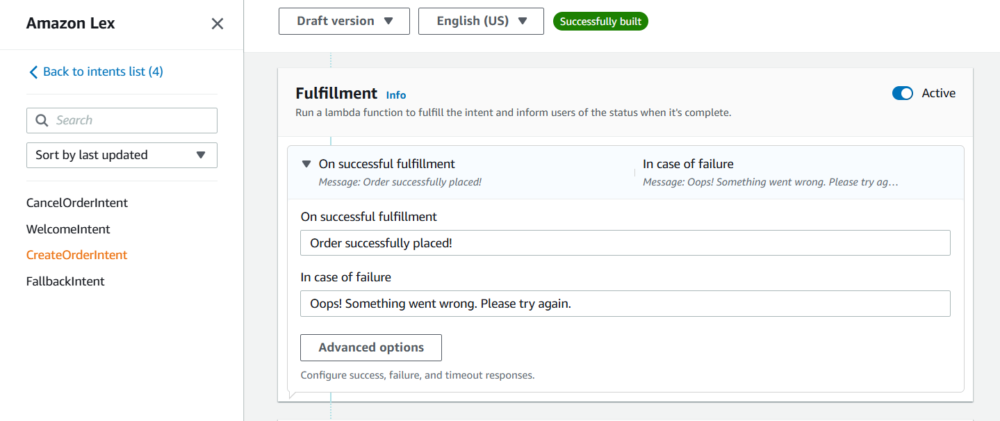 Amazon Lex
Draft version
English (US)
Successfully built
Back to intents list (4)
Search
Sort by last updated
CancelOrderIntent
WelcomeIntent
CreateOrderIntent
FallbackIntent
Fulfillment Info
Active
Run a lambda function to fulfill the intent and inform users of the status when it's complete.
On successful fulfillment
Message: Order successfully placed!
In case of failure
Message: Oops! Something went wrong. Please try ag...
On successful fulfillment
Order successfully placed!
In case of failure
Oops! Something went wrong. Please try again.
Advanced options
Configure success, failure, and timeout responses.